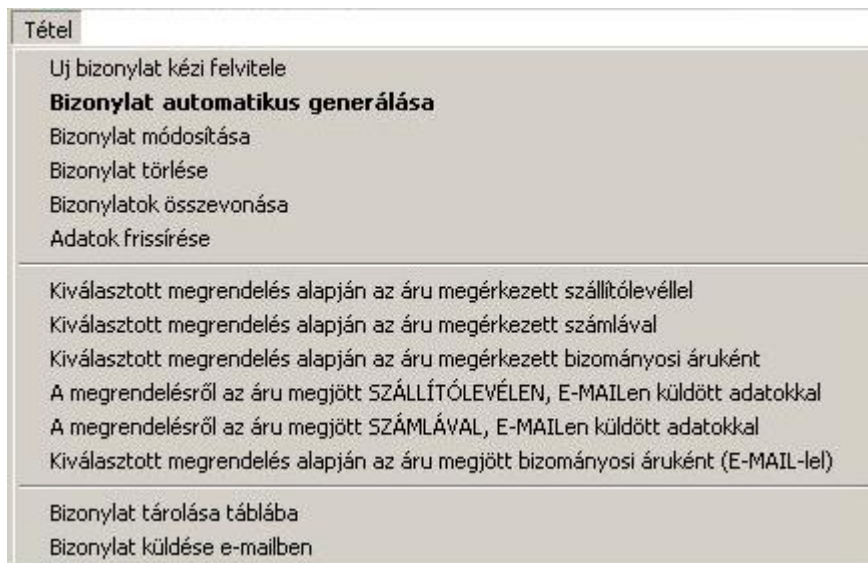 Tétel
Uj bizonylat kézi felvitele
Bizonylat automatikus generálása
Bizonylat módosítása
Bizonylat törlése
Bizonylatok összevonása
Adatok frissírése
Kiválasztott megrendelés alapján az áru megérkezett szállítólevéllel
Kiválasztott megrendelés alapján az áru megérkezett számlával
Kiválasztott megrendelés alapján az áru megérkezett bizományosi áruként
A megrendelésről az áru megjött SZÁLLÍTÓLEVÉLEN, E-MAILen küldött adatokkal
A megrendelésről az áru megjött SZÁMLÁVAL, E-MAILen küldött adatokkal
Kiválasztott megrendelés alapján az áru megjött bizományosi áruként (E-MAIL-lel)
Bizonylat tárolása táblába
Bizonylat küldése e-mailben